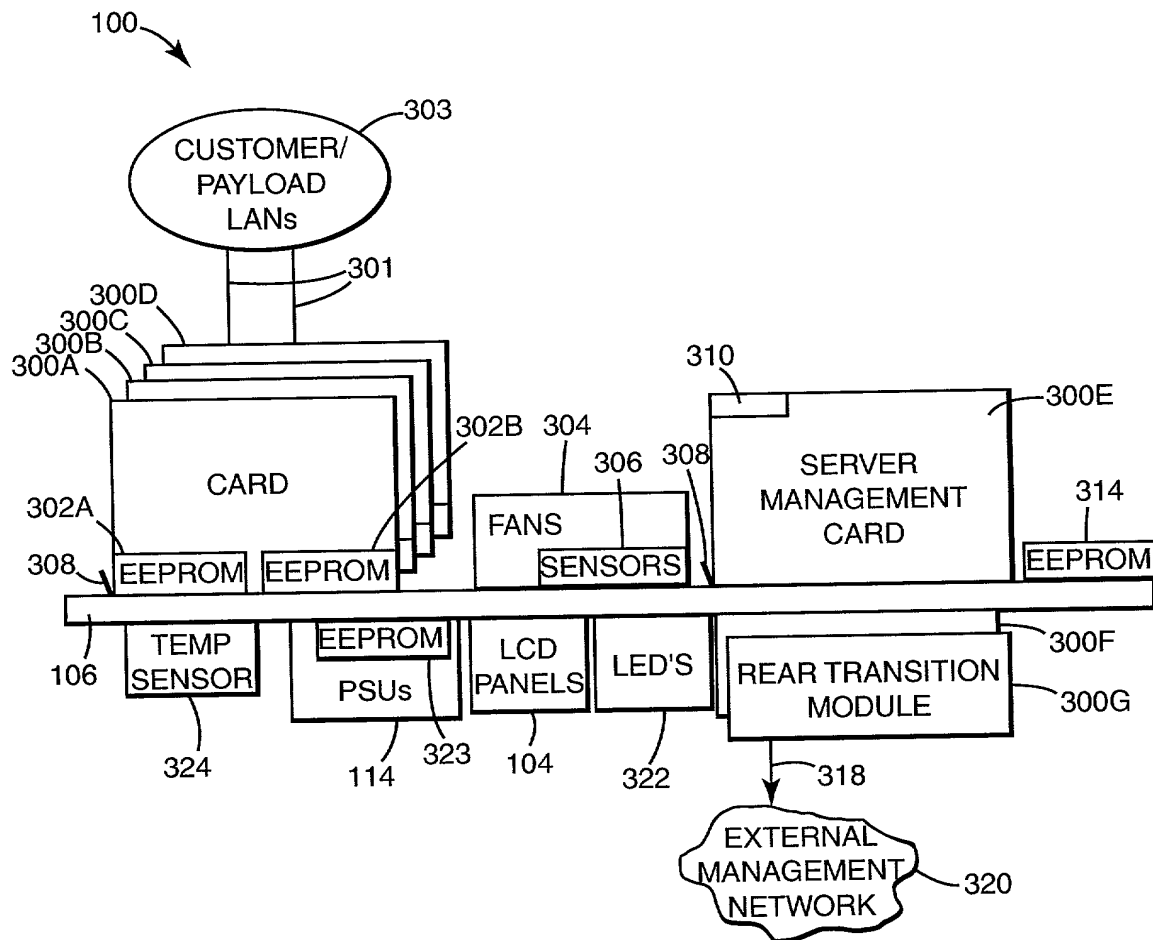 100
303
CUSTOMER/
PAYLOAD
LANs
301
300D
300C
300B
300A
310
300E
302B
304
306
308
SERVER
MANAGEMENT
CARD
314
CARD
302A
FANS
SENSORS
308
EEPROM
EEPROM
EEPROM
106
TEMP
SENSOR
EEPROM
PSUs
LCD
PANELS
LED'S
300F
REAR TRANSITION
MODULE
300G
324
114
323
104
322
318
EXTERNAL
MANAGEMENT
NETWORK
320